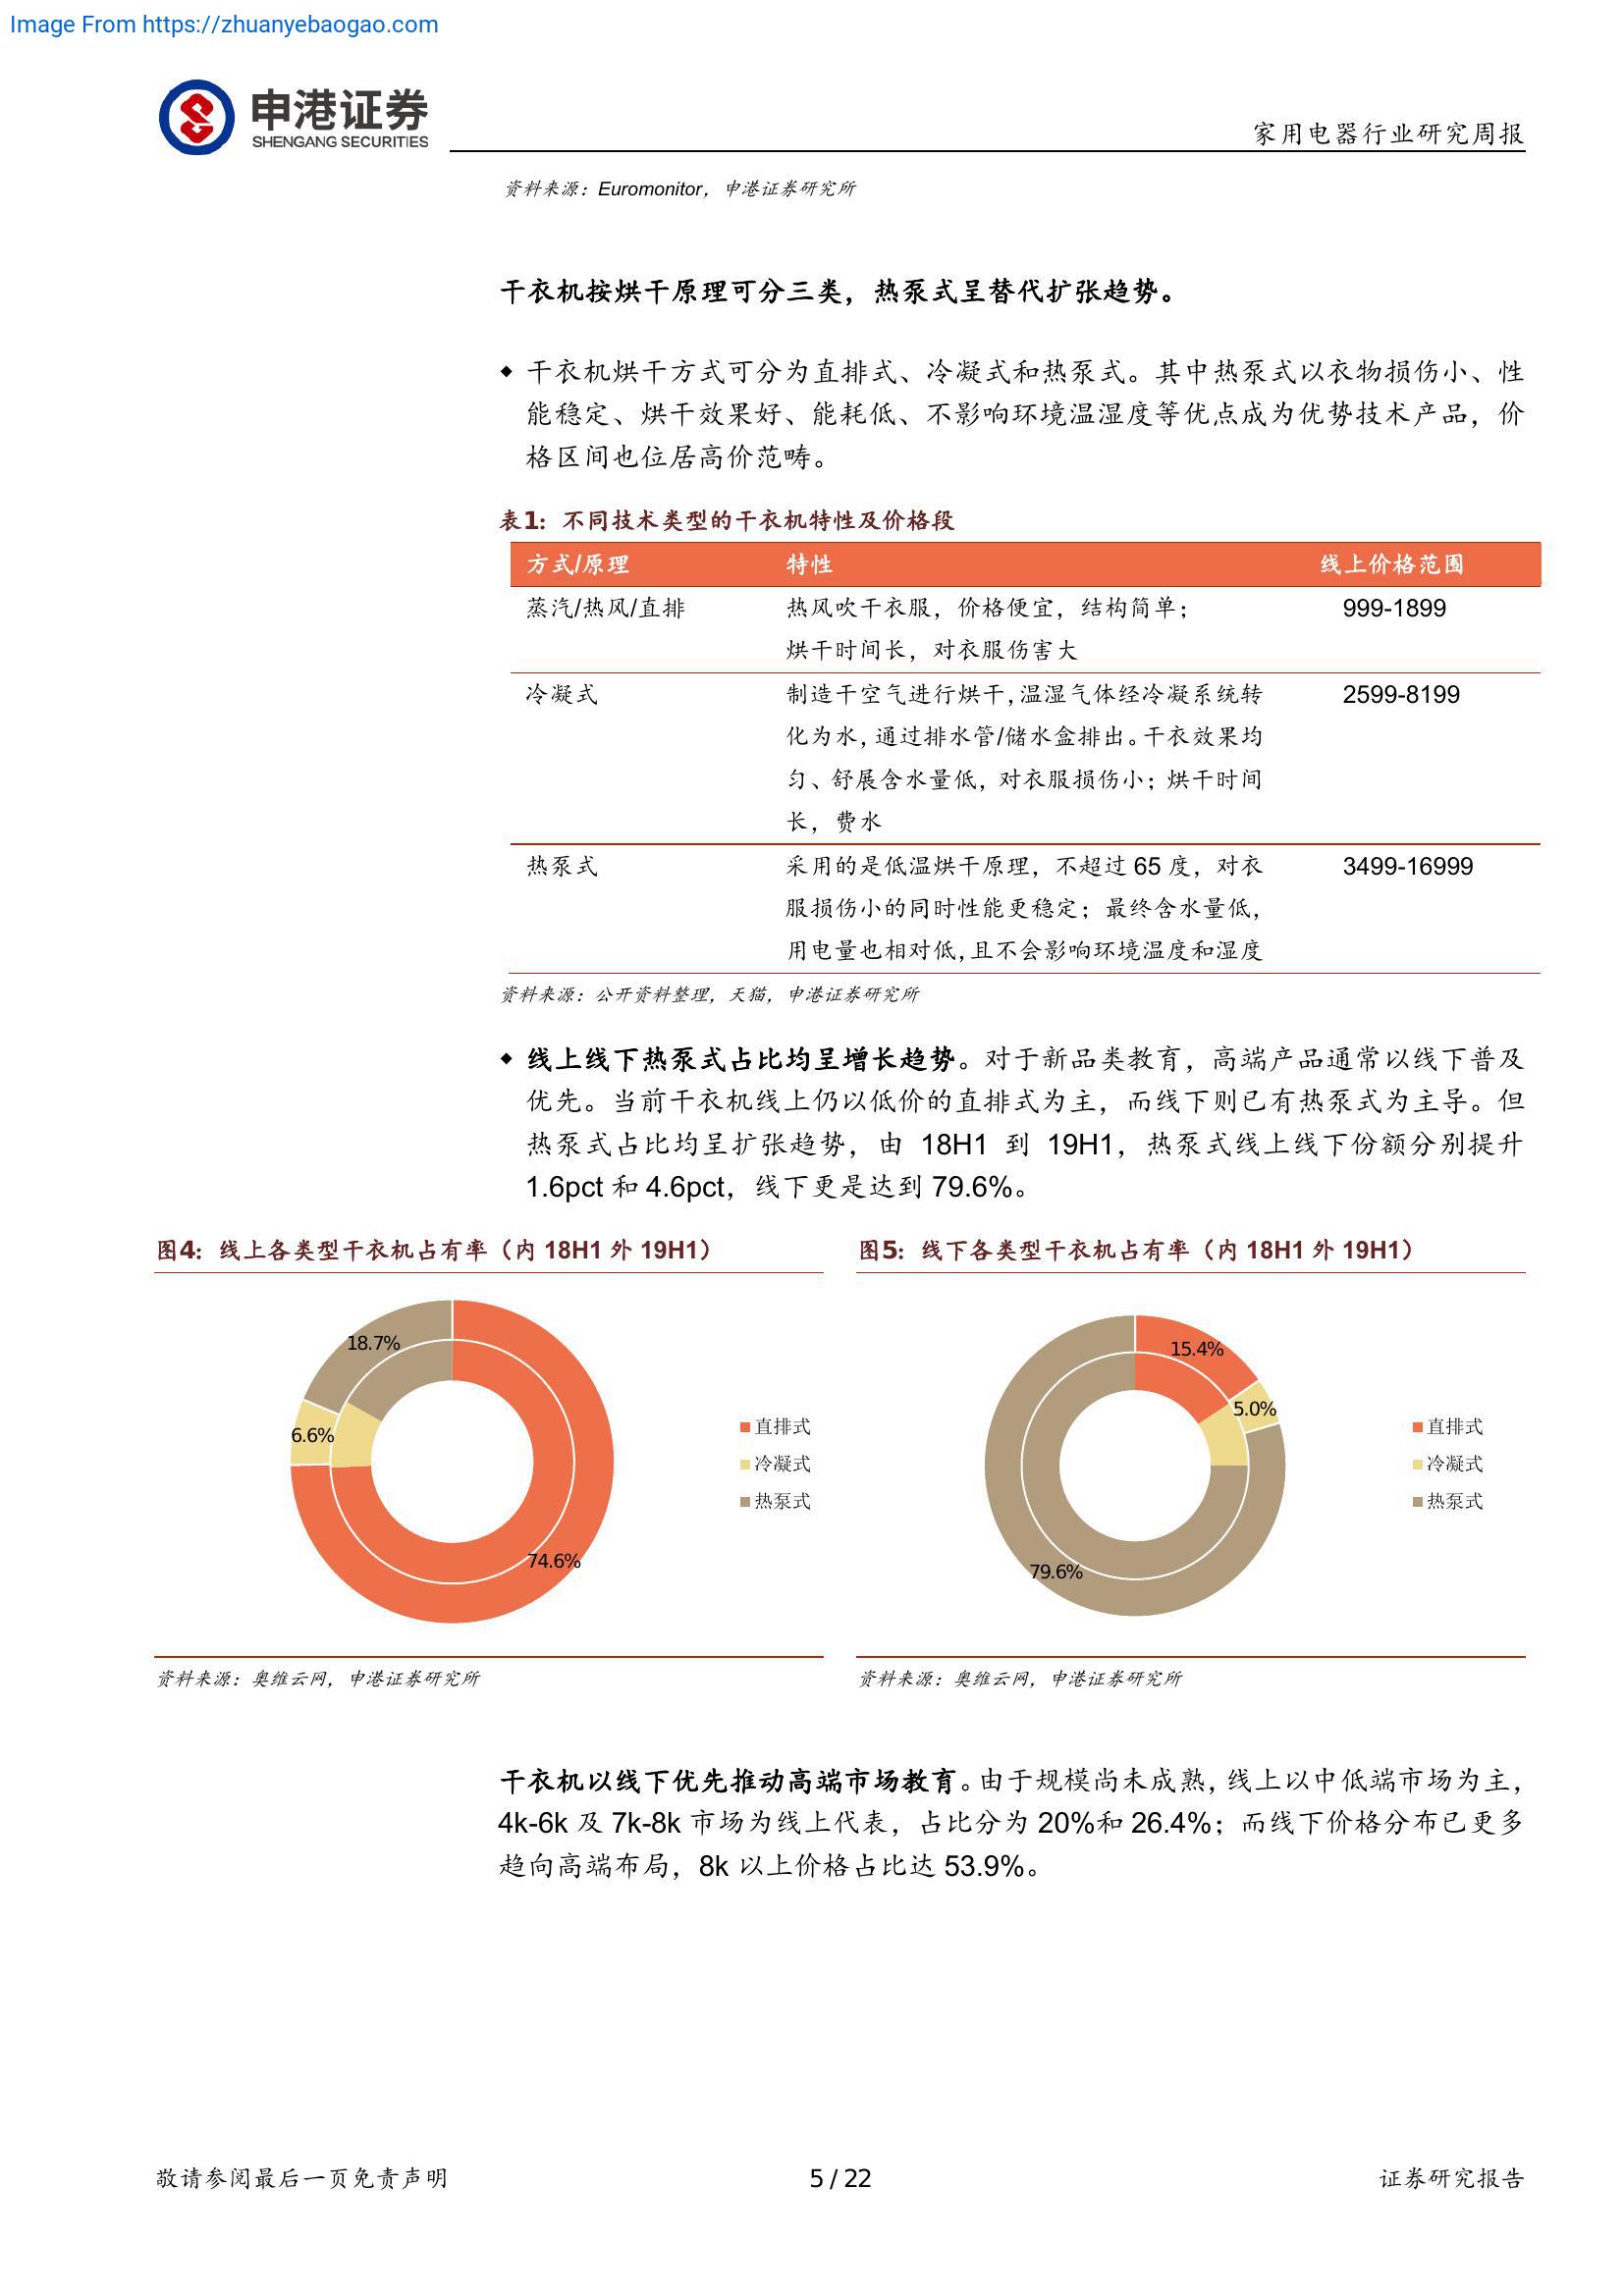 Image From https://zhuanyebaogao.com
申港证券
SHENGANG SECURITIES
家用电器行业研究周报
资料来源：Euromonitor，申港证券研究所
干衣机按烘干原理可分三类，热泵式呈替代扩张趋势。
◆ 干衣机烘干方式可分为直排式、冷凝式和热泵式。其中热泵式以衣物损伤小、性
能稳定、烘干效果好、能耗低、不影响环境温湿度等优点成为优势技术产品，价
格区间也位居高价范畴。
表1：不同技术类型的干衣机特性及价格段
方式/原理 特性 线上价格范围
蒸汽/热风/直排 热风吹干衣服，价格便宜，结构简单； 999-1899
烘干时间长，对衣服伤害大
冷凝式 制造干空气进行烘干，温湿气体经冷凝系统转 2599-8199
化为水，通过排水管/储水盒排出。干衣效果均
匀、舒展含水量低，对衣服损伤小；烘干时间
长，费水
热泵式 采用的是低温烘干原理，不超过 65 度，对衣 3499-16999
服损伤小的同时性能更稳定；最终含水量低，
用电量也相对低，且不会影响环境温度和湿度
资料来源：公开资料整理，天猫，申港证券研究所
◆ 线上线下热泵式占比均呈增长趋势。对于新品类教育，高端产品通常以线下普及
优先。当前干衣机线上仍以低价的直排式为主，而线下则已有热泵式为主导。但
热泵式占比均呈扩张趋势，由 18H1 到 19H1，热泵式线上线下份额分别提升
1.6pct 和 4.6pct，线下更是达到 79.6%。
图4：线上各类型干衣机占有率（内 18H1 外 19H1）
18.7%
6.6%
74.6%
直排式
冷凝式
热泵式
资料来源：奥维云网，申港证券研究所
图5：线下各类型干衣机占有率（内 18H1 外 19H1）
15.4%
5.0%
79.6%
直排式
冷凝式
热泵式
资料来源：奥维云网，申港证券研究所
干衣机以线下优先推动高端市场教育。由于规模尚未成熟，线上以中低端市场为主，
4k-6k 及 7k-8k 市场为线上代表，占比分为 20%和 26.4%；而线下价格分布已更多
趋向高端布局，8k 以上价格占比达 53.9%。
敬请参阅最后一页免责声明 5 / 22 证券研究报告